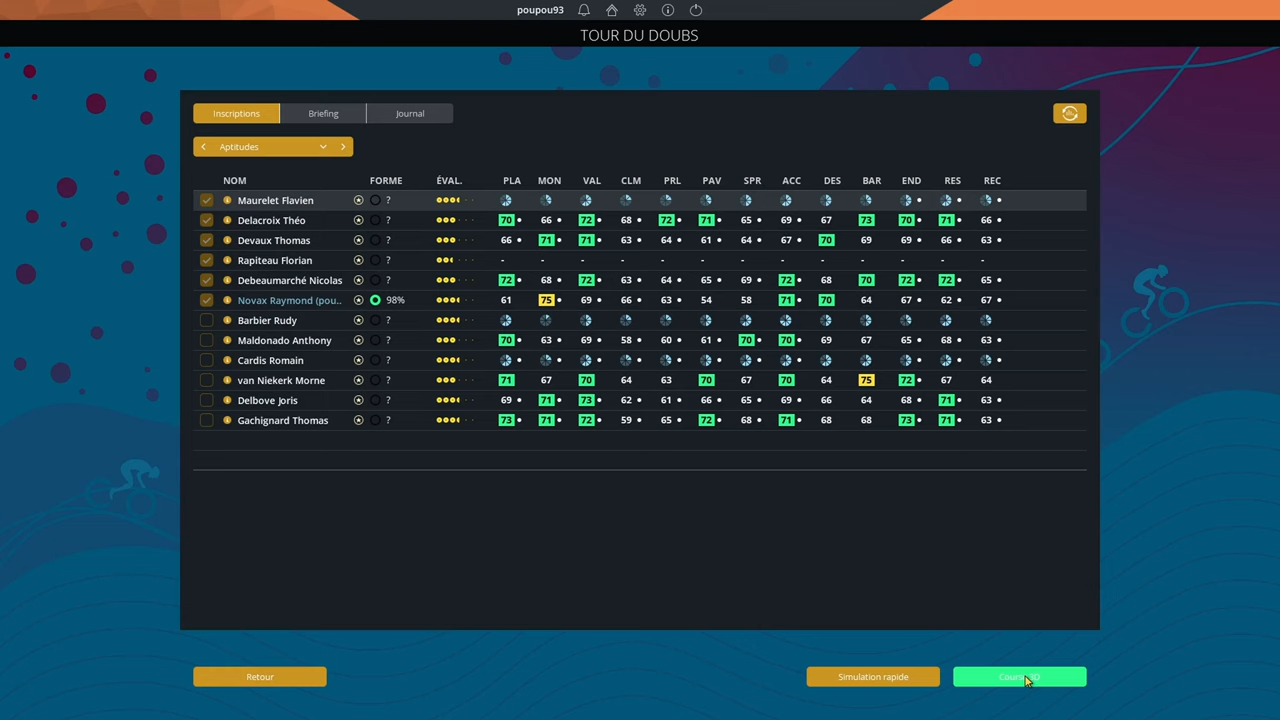 poupou93
TOUR DU DOUBS
Inscriptions Briefing Journal
Aptitudes
NOM FORME ÉVAL. PLA MON VAL CLM PRL PAV SPR ACC DES BAR END RES REC
Maurelet Flavien ?
Delacroix Théo ? 70 66 72 68 72 71 65 69 67 73 70 71 66
Devaux Thomas ? 66 71 71 63 64 61 64 67 70 69 69 66 63
Rapiteau Florian ? - - - - - - - - - - - - -
Debeaumarché Nicolas ? 72 68 72 63 64 65 69 72 68 70 72 72 65
Novax Raymond (pou.. 98% 61 75 69 66 63 54 58 71 70 64 67 62 67
Barbier Rudy ?
Maldonado Anthony ? 70 63 69 58 60 61 70 70 69 67 65 68 63
Cardis Romain ?
van Niekerk Morne ? 71 67 70 64 63 70 67 70 64 75 72 67 64
Delbove Joris ? 69 71 73 62 61 66 65 69 66 64 68 71 63
Gachignard Thomas ? 73 71 72 59 65 72 68 71 68 68 73 71 63
Retour Simulation rapide Course 3D